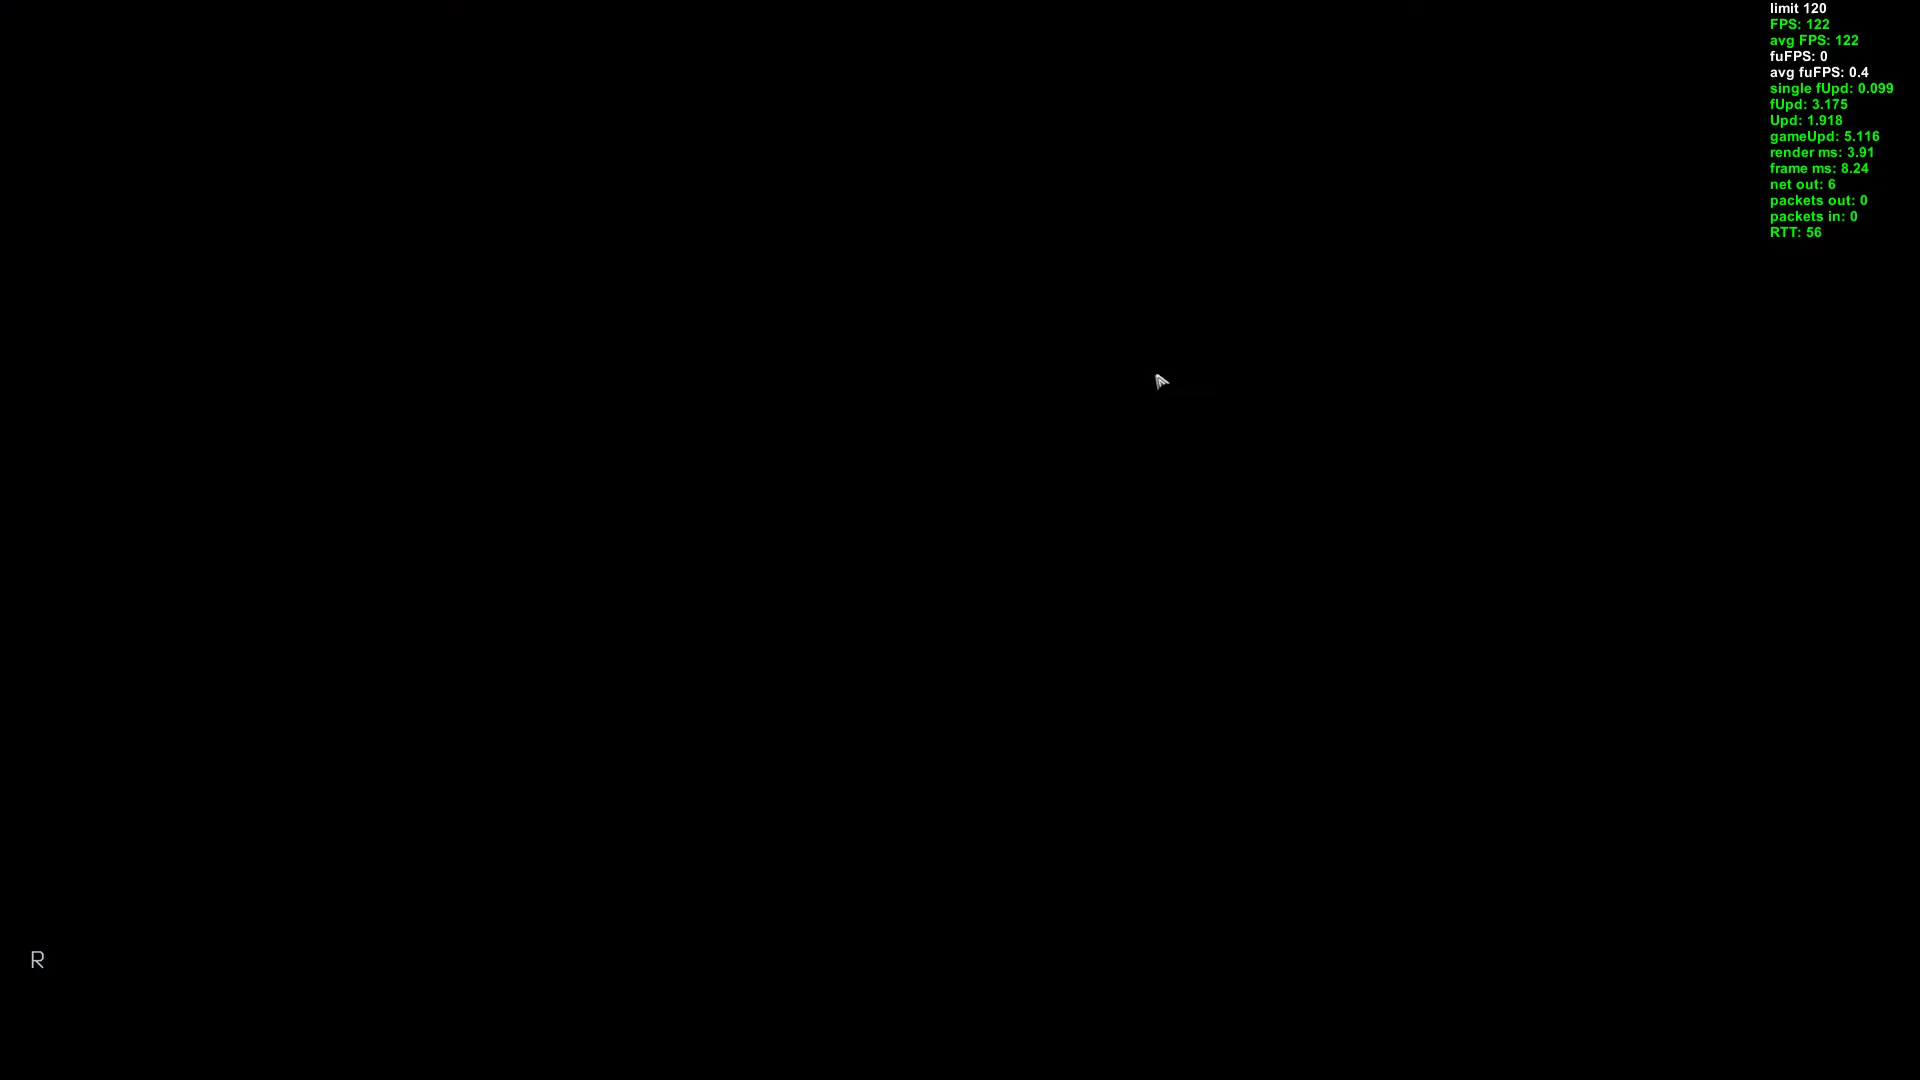 limit 120
FPS: 122
avg FPS: 122
fuFPS: 0
avg fuFPS: 0.4
single fUpd: 0.099
fUpd: 3.175
Upd: 1.918
gameUpd: 5.116
render ms: 3.91
frame ms: 8.24
net out: 6
packets out: 0
packets in: 0
RTT: 56
R